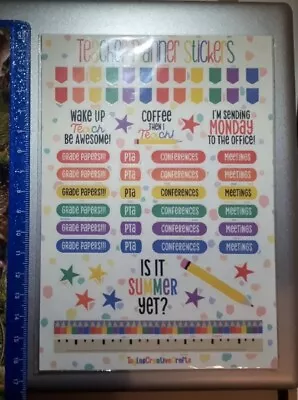 Teacher Planner Stickers
WAKE UP
Teach
BE AWESOME!
COFFEE
THEN I
Teach!
I'M SENDING
MONDAY
TO THE OFFICE!
GRADE PAPERS!!! PTA CONFERENCES MEETINGS
GRADE PAPERS!!! PTA CONFERENCES MEETINGS
GRADE PAPERS!!! PTA CONFERENCES MEETINGS
GRADE PAPERS!!! PTA CONFERENCES MEETINGS
GRADE PAPERS!!! PTA CONFERENCES MEETINGS
GRADE PAPERS!!! PTA CONFERENCES MEETINGS
IS IT
SUMMER
YET?